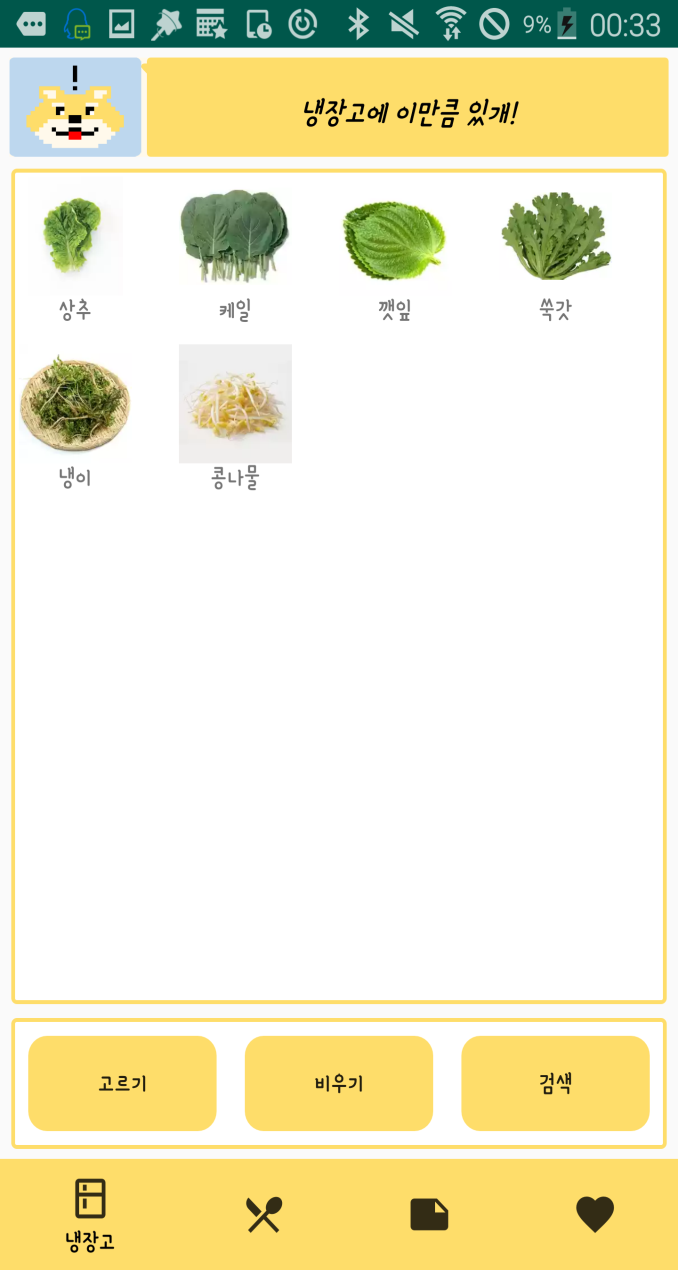 9%
00:33
!
냉장고에 이만큼 있개!
상추
케일
깻잎
쑥갓
냉이
콩나물
고르기
비우기
검색
냉장고